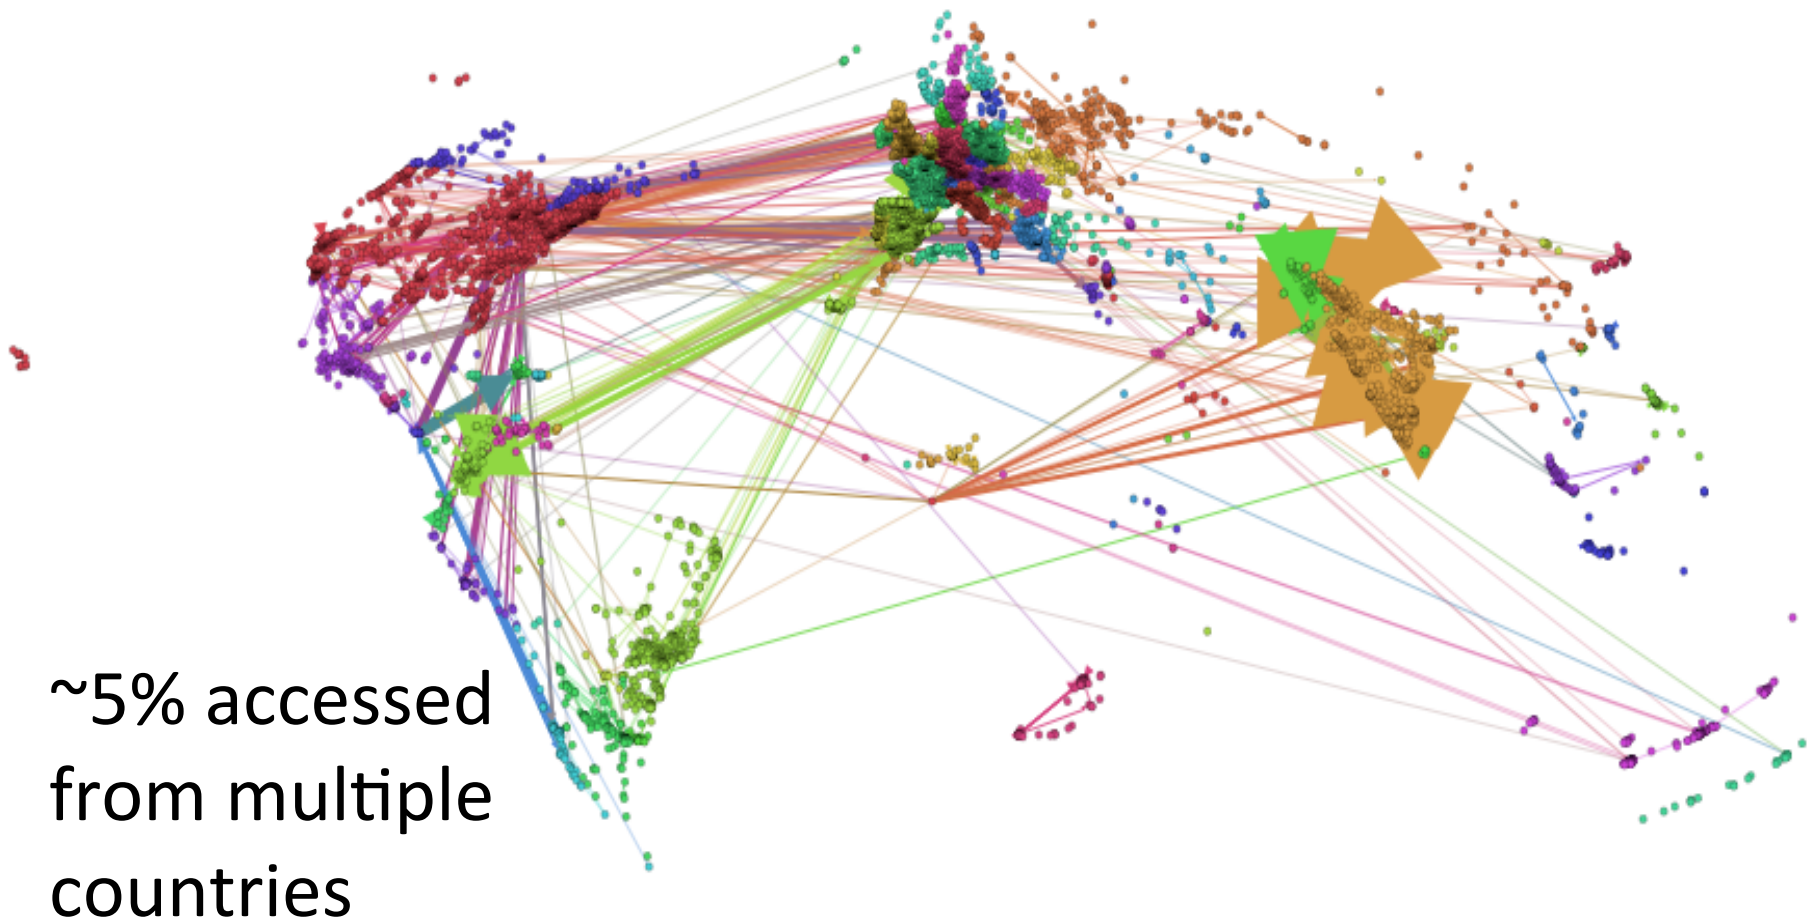 ~5% accessed
from multiple
countries